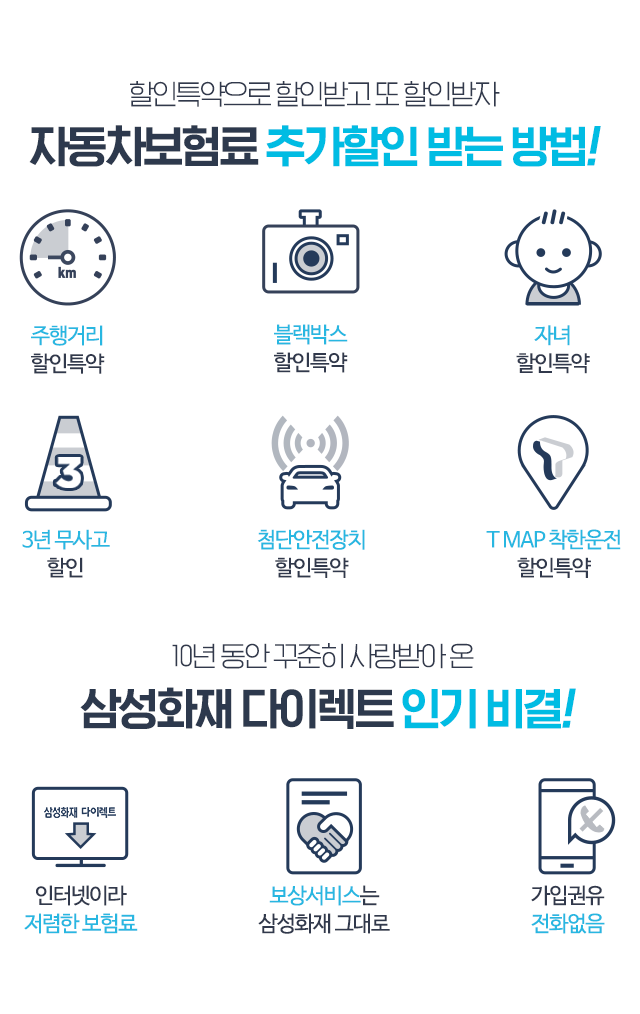 할인특약으로 할인받고 또 할인받자
자동차보험료 추가할인 받는 방법!
km
주행거리
할인특약
블랙박스
할인특약
자녀
할인특약
3
3년 무사고
할인
첨단안전장치
할인특약
T
T MAP 착한운전
할인특약
10년 동안 꾸준히 사랑받아 온
삼성화재 다이렉트 인기 비결!
삼성화재 다이렉트
인터넷이라
저렴한 보험료
보상서비스는
삼성화재 그대로
가입권유
전화없음